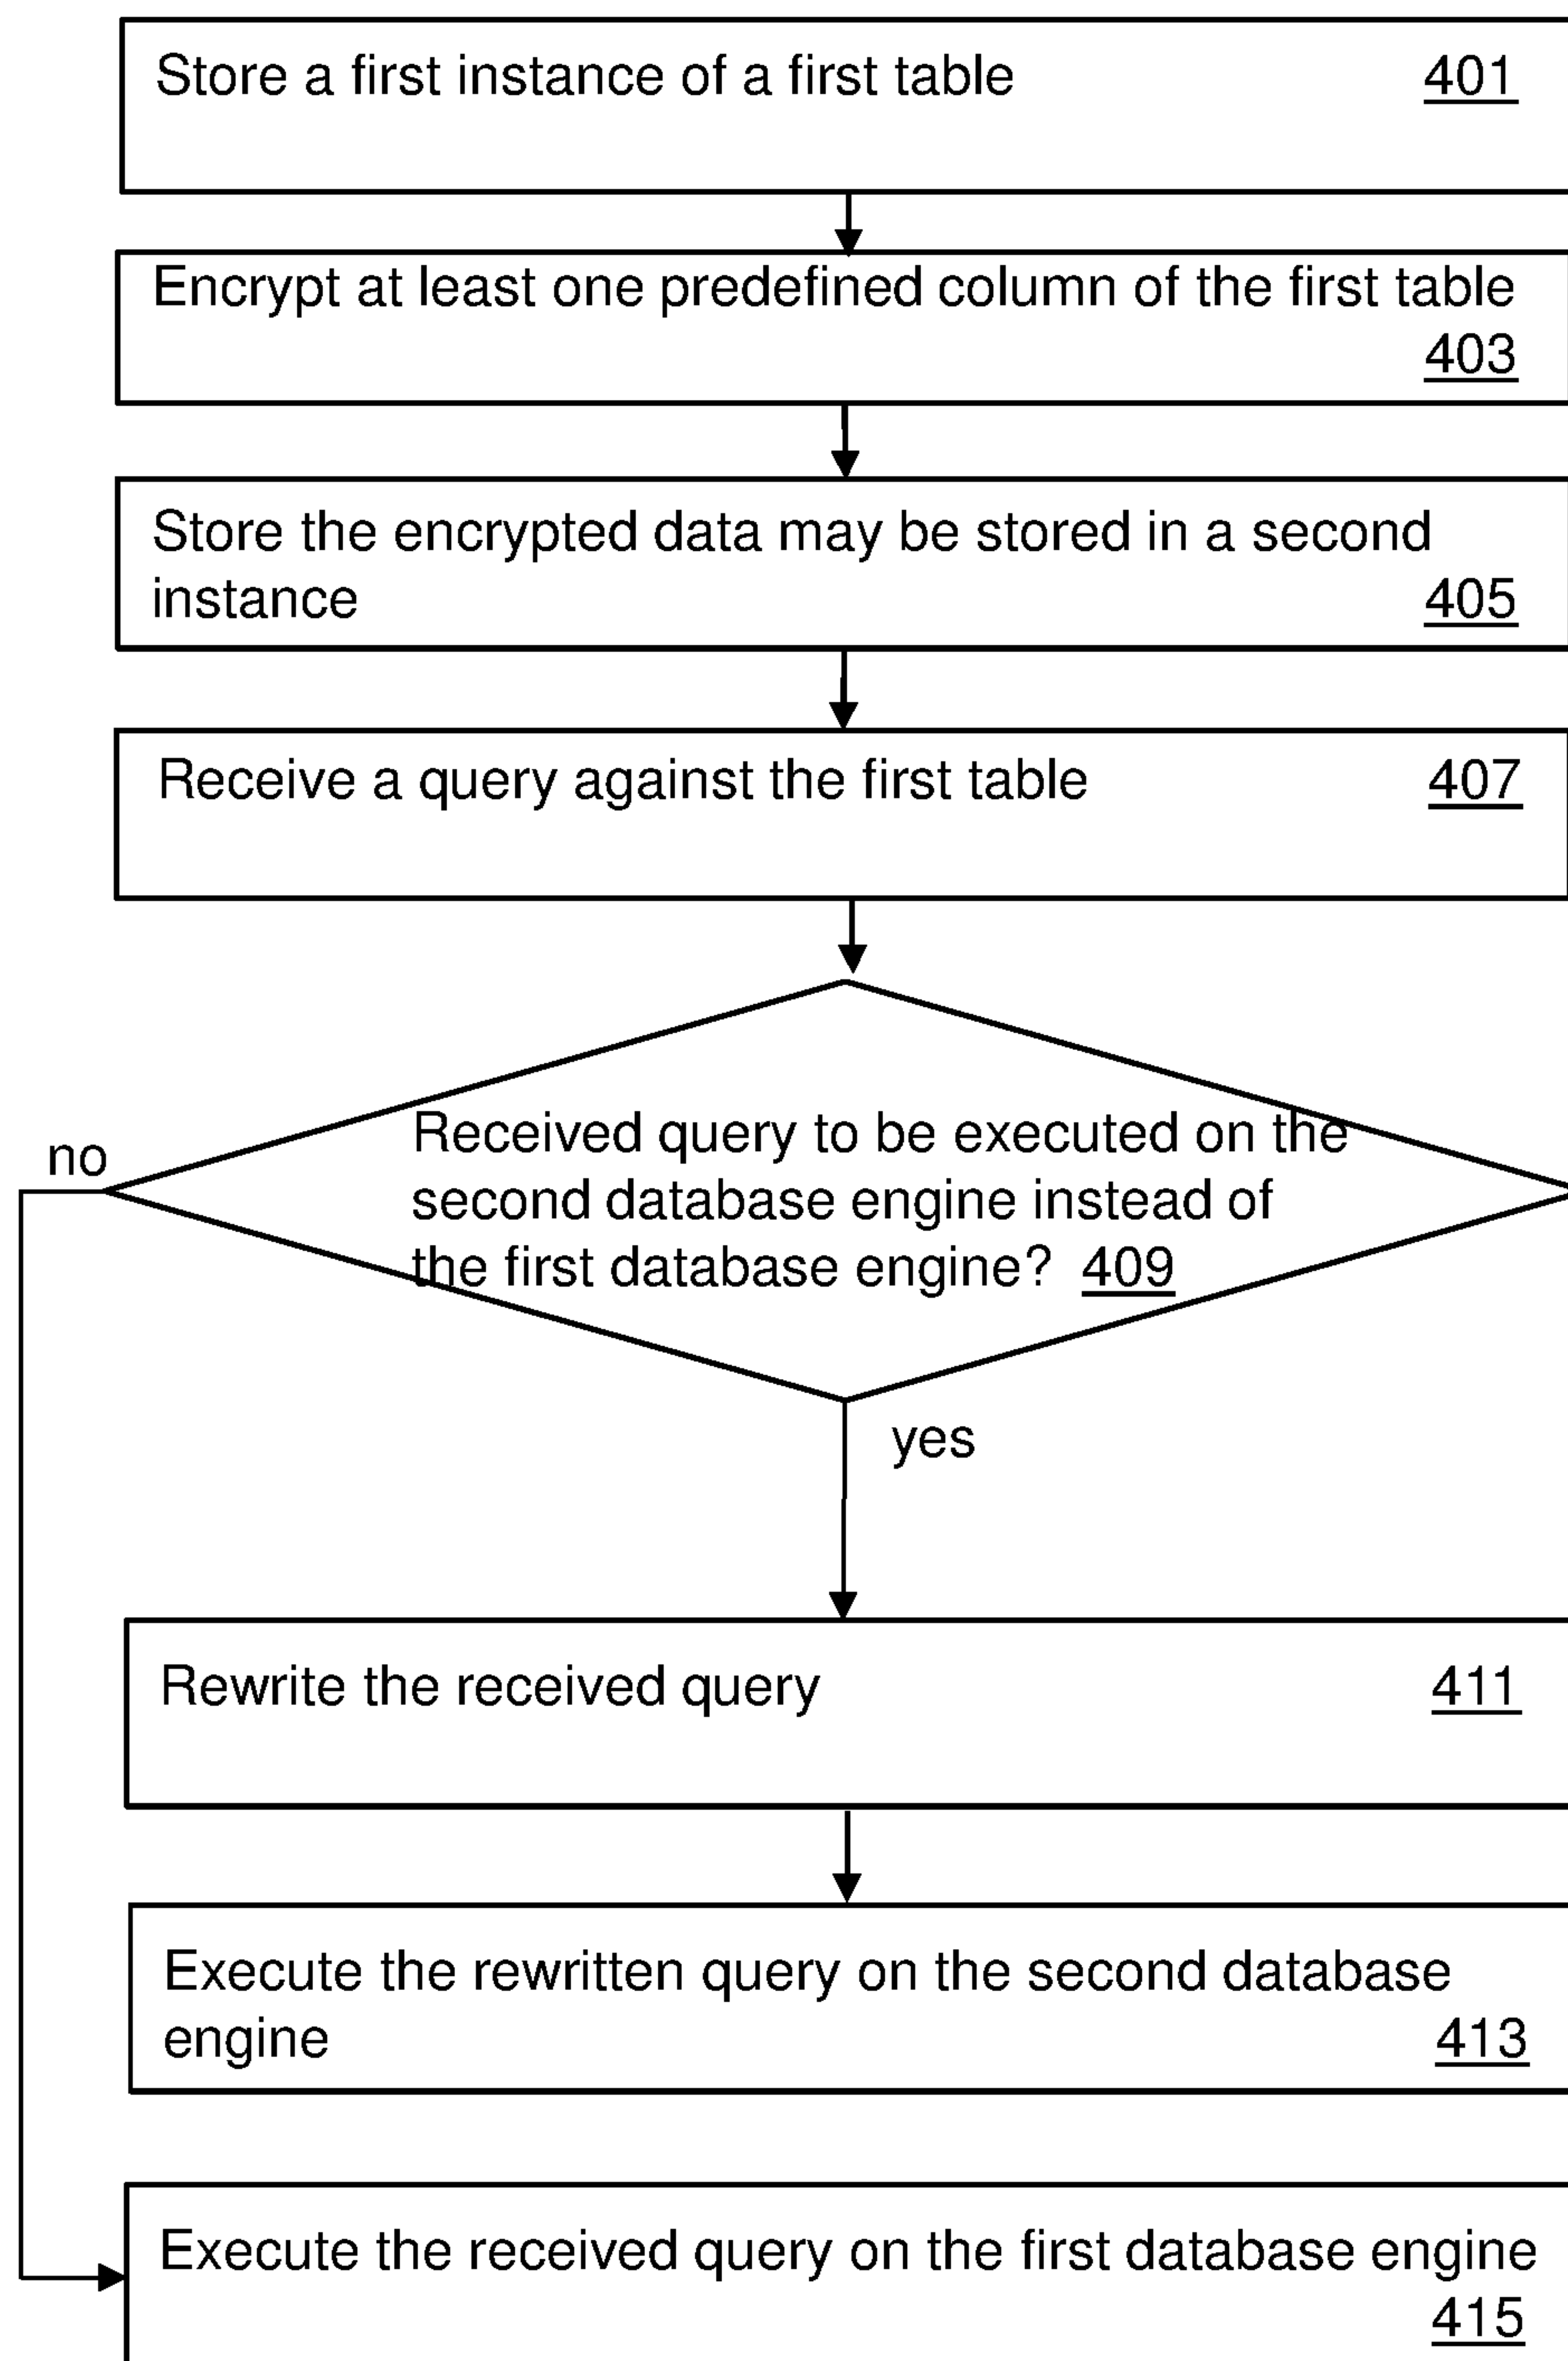 Store a first instance of a first table 401
Encrypt at least one predefined column of the first table
403
Store the encrypted data may be stored in a second
instance 405
Receive a query against the first table 407
Received query to be executed on the
no
second database engine instead of
the first database engine? 409
yes
Rewrite the received query 411
Execute the rewritten query on the second database
engine 413
Execute the received query on the first database engine
415